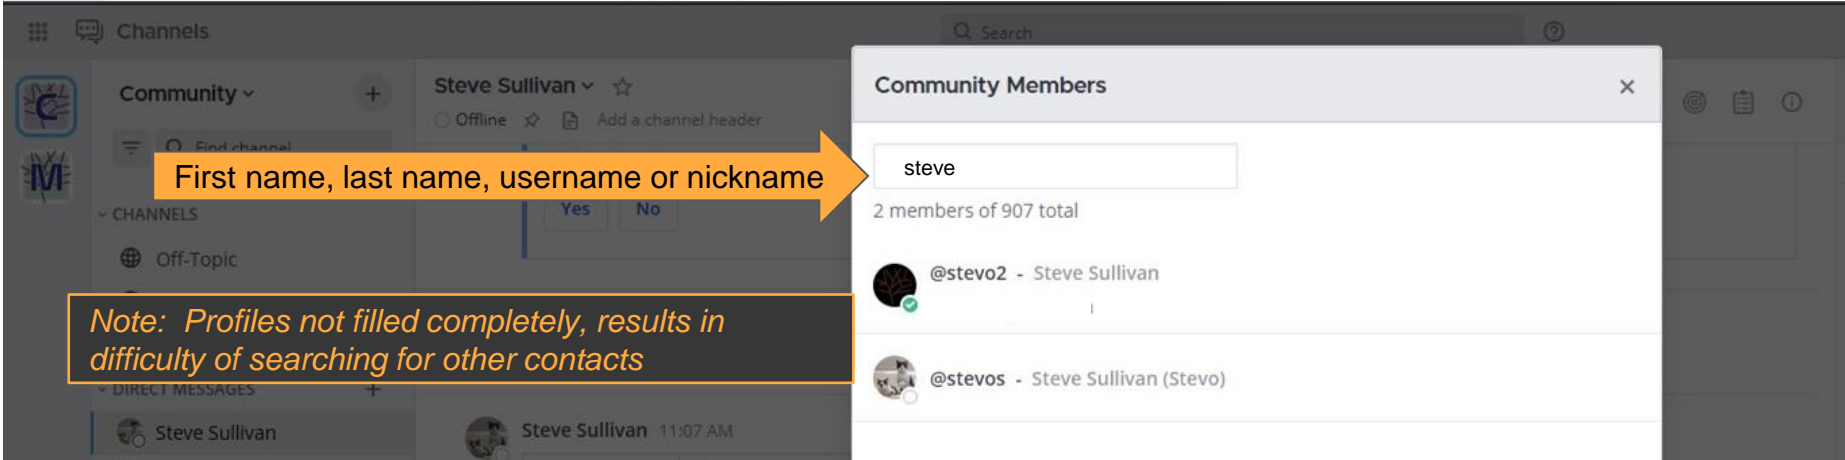 Channels
Search
Community
Steve Sullivan
Offline
Add a channel header
Find channel
Community Members
C
M
First name, last name, username or nickname
steve
2 members of 907 total
Yes No
CHANNELS
Off-Topic
@stevo2 - Steve Sullivan
Note: Profiles not filled completely, results in
difficulty of searching for other contacts
@stevos - Steve Sullivan (Stevo)
DIRECT MESSAGES
Steve Sullivan
Steve Sullivan 11:07 AM